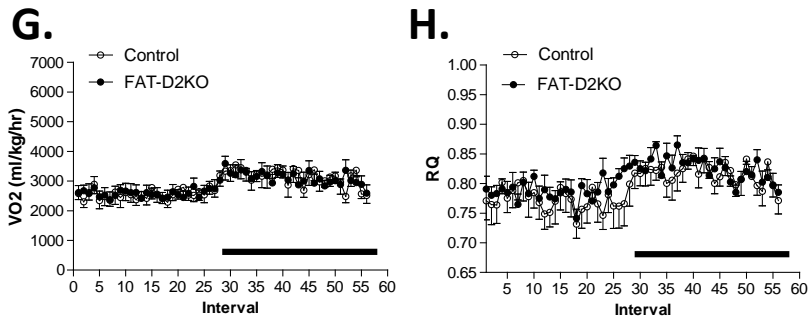 G.
Control
FAT-D2KO
VO2 (ml/kg/hr)
7000
6000
5000
4000
3000
2000
1000
0
0 5 10 15 20 25 30 35 40 45 50 55 60
Interval
H.
Control
FAT-D2KO
RQ
1.00
0.95
0.90
0.85
0.80
0.75
0.70
0.65
5 10 15 20 25 30 35 40 45 50 55 60
Interval